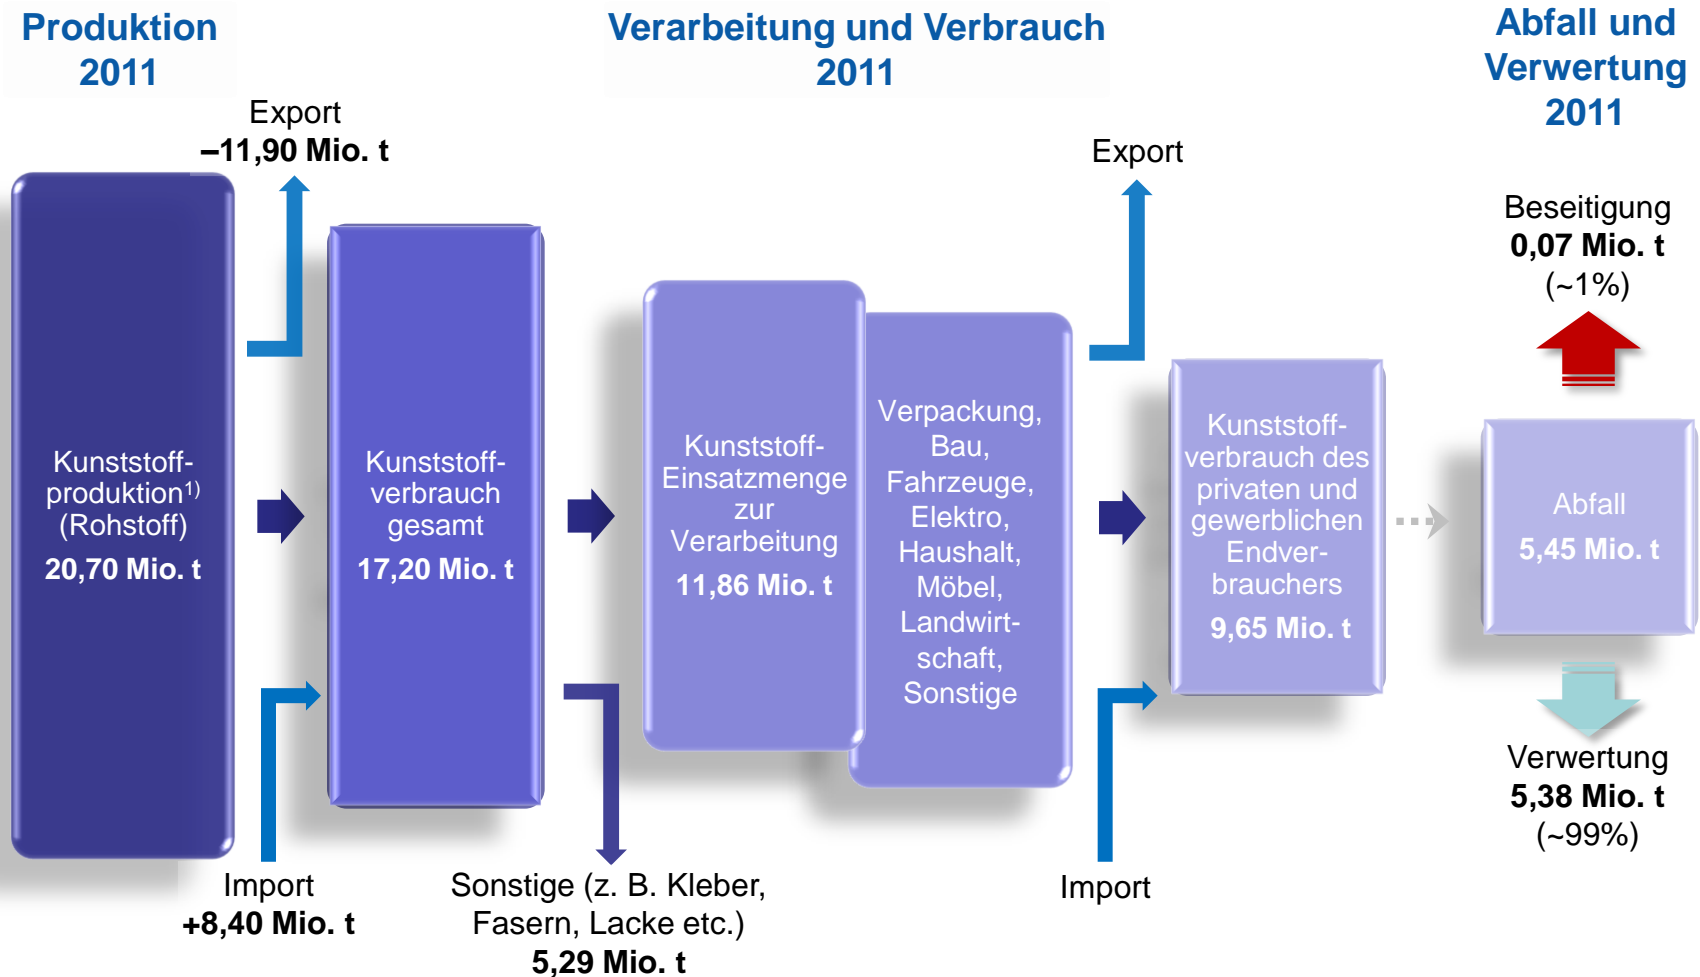 Produktion
2011
Verarbeitung und Verbrauch
2011
Abfall und
Verwertung
2011
Export
–11,90 Mio. t
Export
Beseitigung
0,07 Mio. t
(~1%)
Kunststoff-
produktion1)
(Rohstoff)
20,70 Mio. t
Kunststoff-
verbrauch
gesamt
17,20 Mio. t
Kunststoff-
Einsatzmenge
zur
Verarbeitung
11,86 Mio. t
Verpackung,
Bau,
Fahrzeuge,
Elektro,
Haushalt,
Möbel,
Landwirt-
schaft,
Sonstige
Kunststoff-
verbrauch des
privaten und
gewerblichen
Endver-
brauchers
9,65 Mio. t
Abfall
5,45 Mio. t
Verwertung
5,38 Mio. t
(~99%)
Import
+8,40 Mio. t
Sonstige (z. B. Kleber,
Fasern, Lacke etc.)
5,29 Mio. t
Import